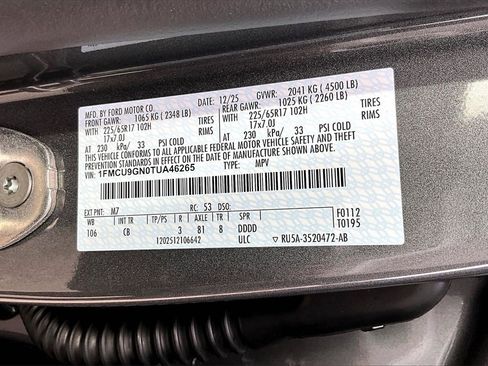 MFD. BY FORD MOTOR CO. DATE: 12/25 GVWR: 2041 KG (4500 LB)
FRONT GAWR: 1065 KG (2348 LB) REAR GAWR: 1025 KG (2260 LB)
WITH 225/65R17 102H TIRES WITH 225/65R17 102H TIRES
17x7.0J RIMS 17x7.0J RIMS
AT 230 kPa/ 33 PSI COLD AT 230 kPa/ 33 PSI COLD
THIS VEHICLE CONFORMS TO ALL APPLICABLE FEDERAL MOTOR VEHICLE SAFETY AND THEFT PREVENTION STANDARDS IN EFFECT ON THE DATE OF MANUFACTURE SHOWN ABOVE.
VIN: 1FMCU9GN0TUA46265 TYPE: MPV
EXT PNT: M7 RC: 53 DSO: F0112
WB TP/PS R AXLE TR SPR T0195
106 CB 3 81 8 DDDD
1202512106642 ULC ▽ RU5A-3520472-AB